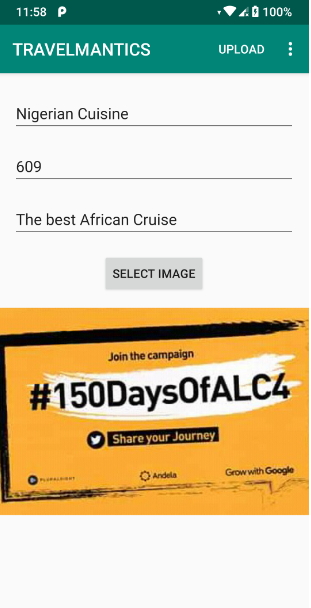 11:58
100%
TRAVELMANTICS
UPLOAD
Nigerian Cuisine
609
The best African Cruise
SELECT IMAGE
Join the campaign
#150DaysOfALC4
Share your Journey
PLURALSIGHT
Andela
Grow with Google